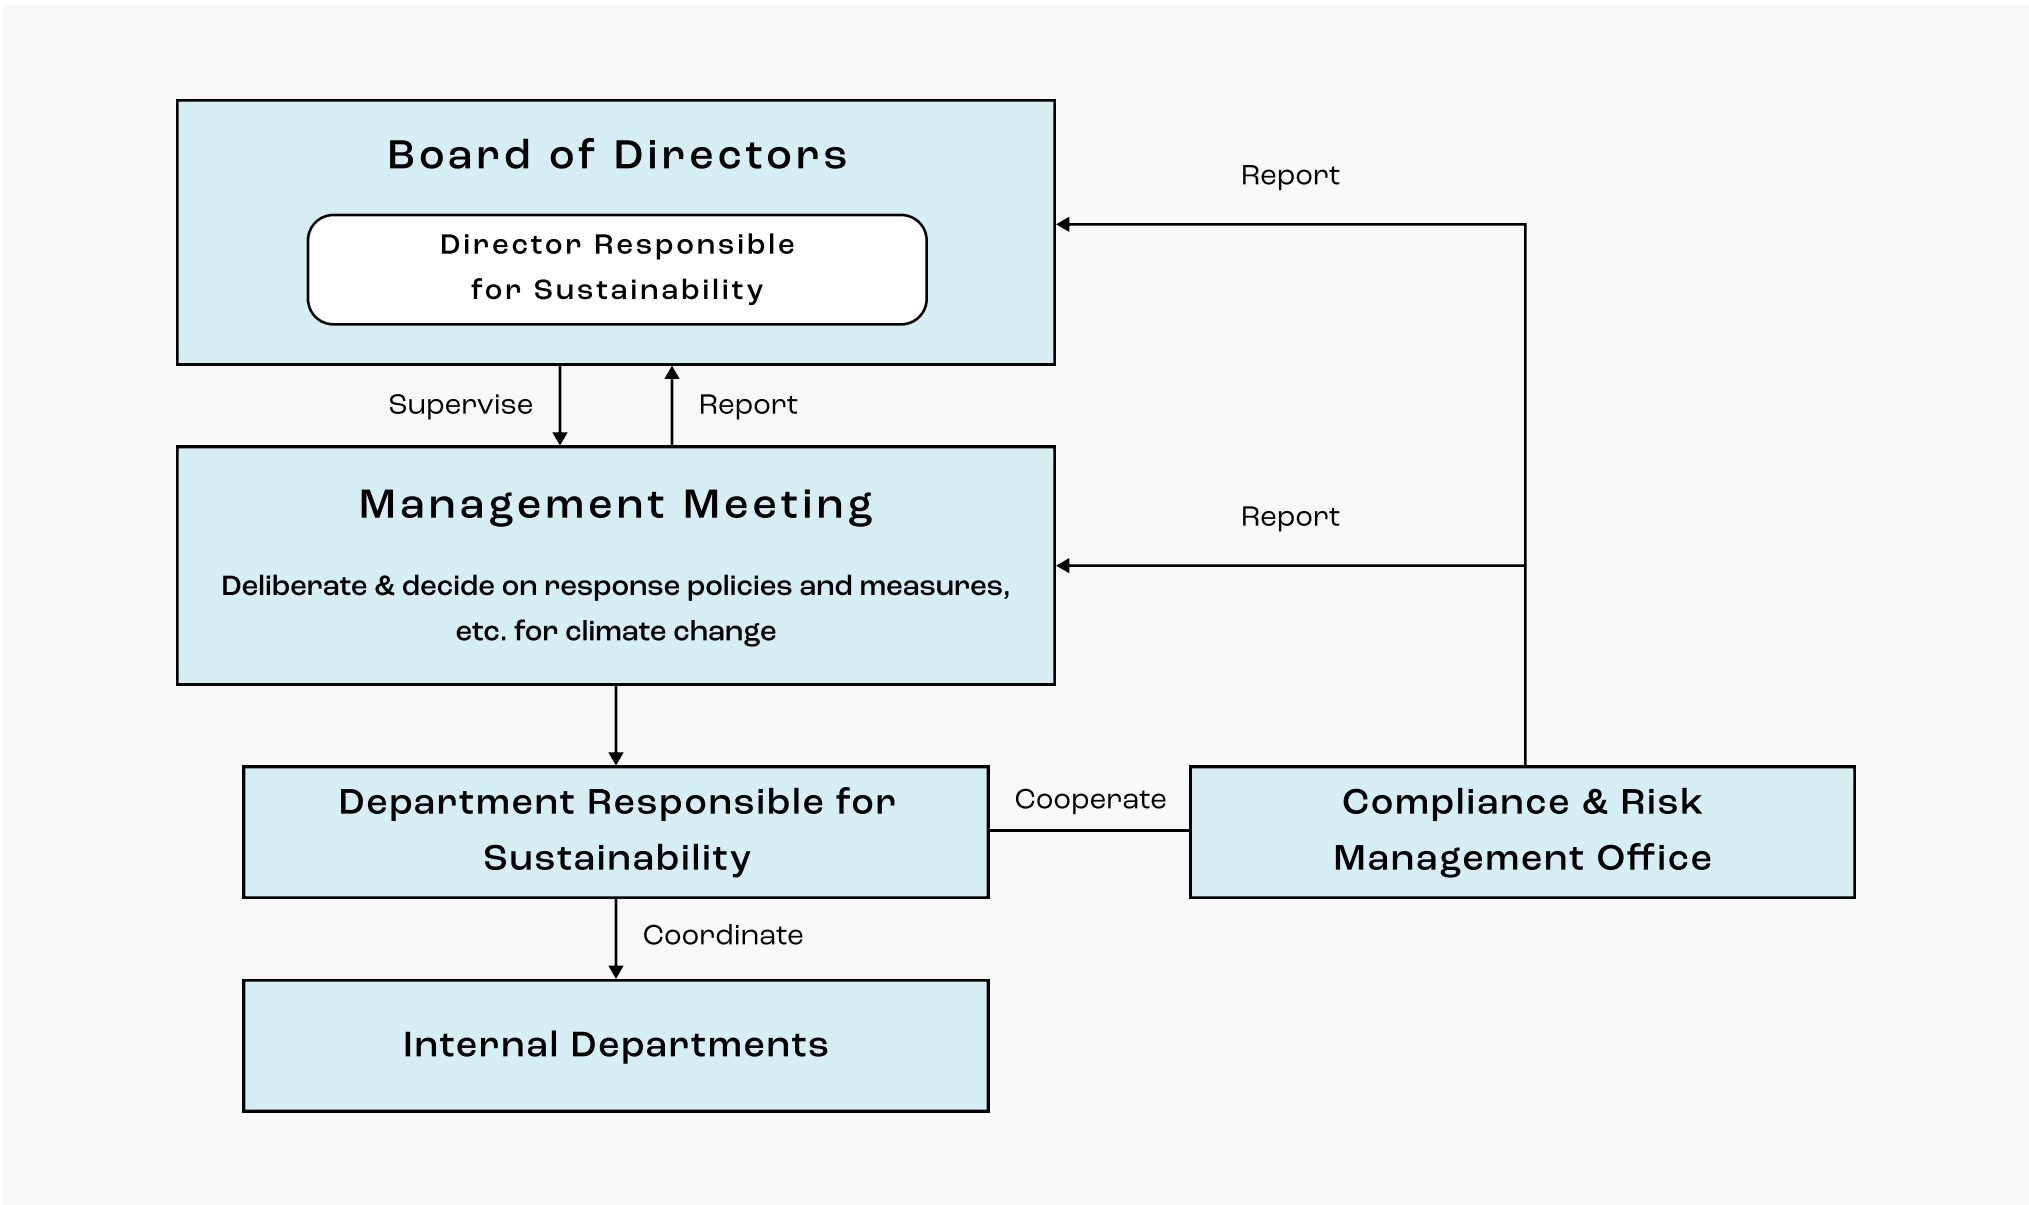 Board of Directors
Director Responsible
for Sustainability
Report
Supervise
Report
Management Meeting
Deliberate & decide on response policies and measures,
etc. for climate change
Report
Department Responsible for
Sustainability
Cooperate
Compliance & Risk
Management Office
Coordinate
Internal Departments